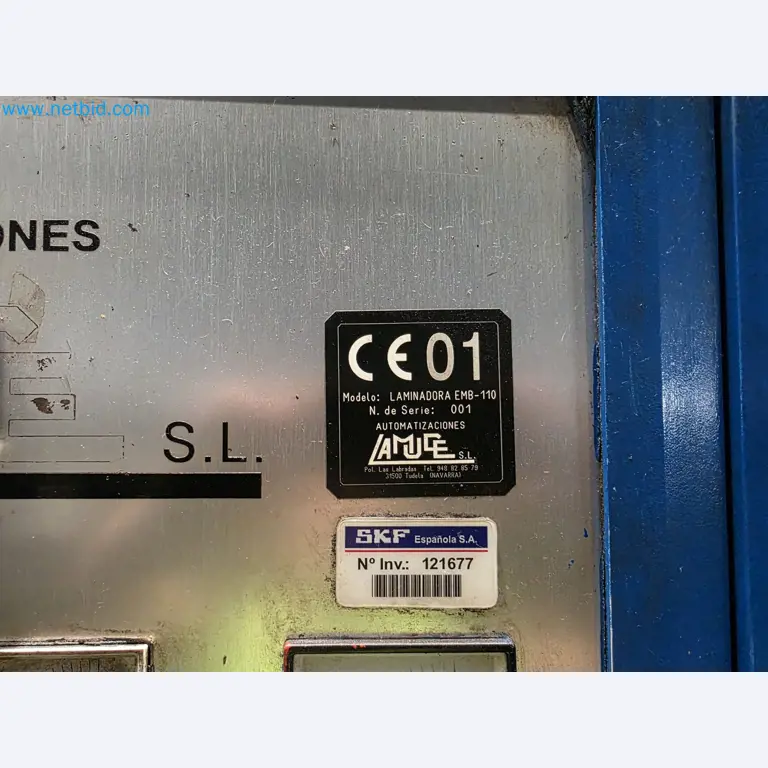 www.netbid.com
ONES
CE 01
Modelo: LAMINADORA EMB-110
N. de Serie: 001
AUTOMATIZACIONES
LAMUCE S.L.
Pol. Las Labradas Tel. 948 82 85 79
31500 Tudela (NAVARRA)
S.L.
SKF Española S.A.
Nº Inv.: 121677